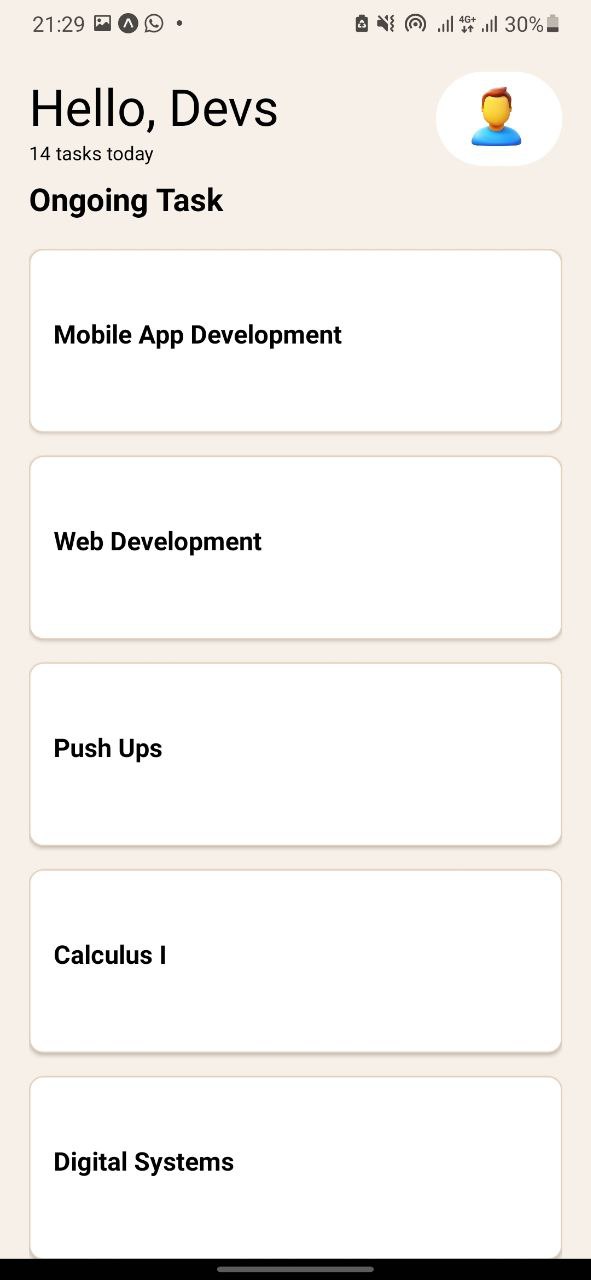 21:29
4G+
30%
Hello, Devs
14 tasks today
Ongoing Task
Mobile App Development
Web Development
Push Ups
Calculus I
Digital Systems